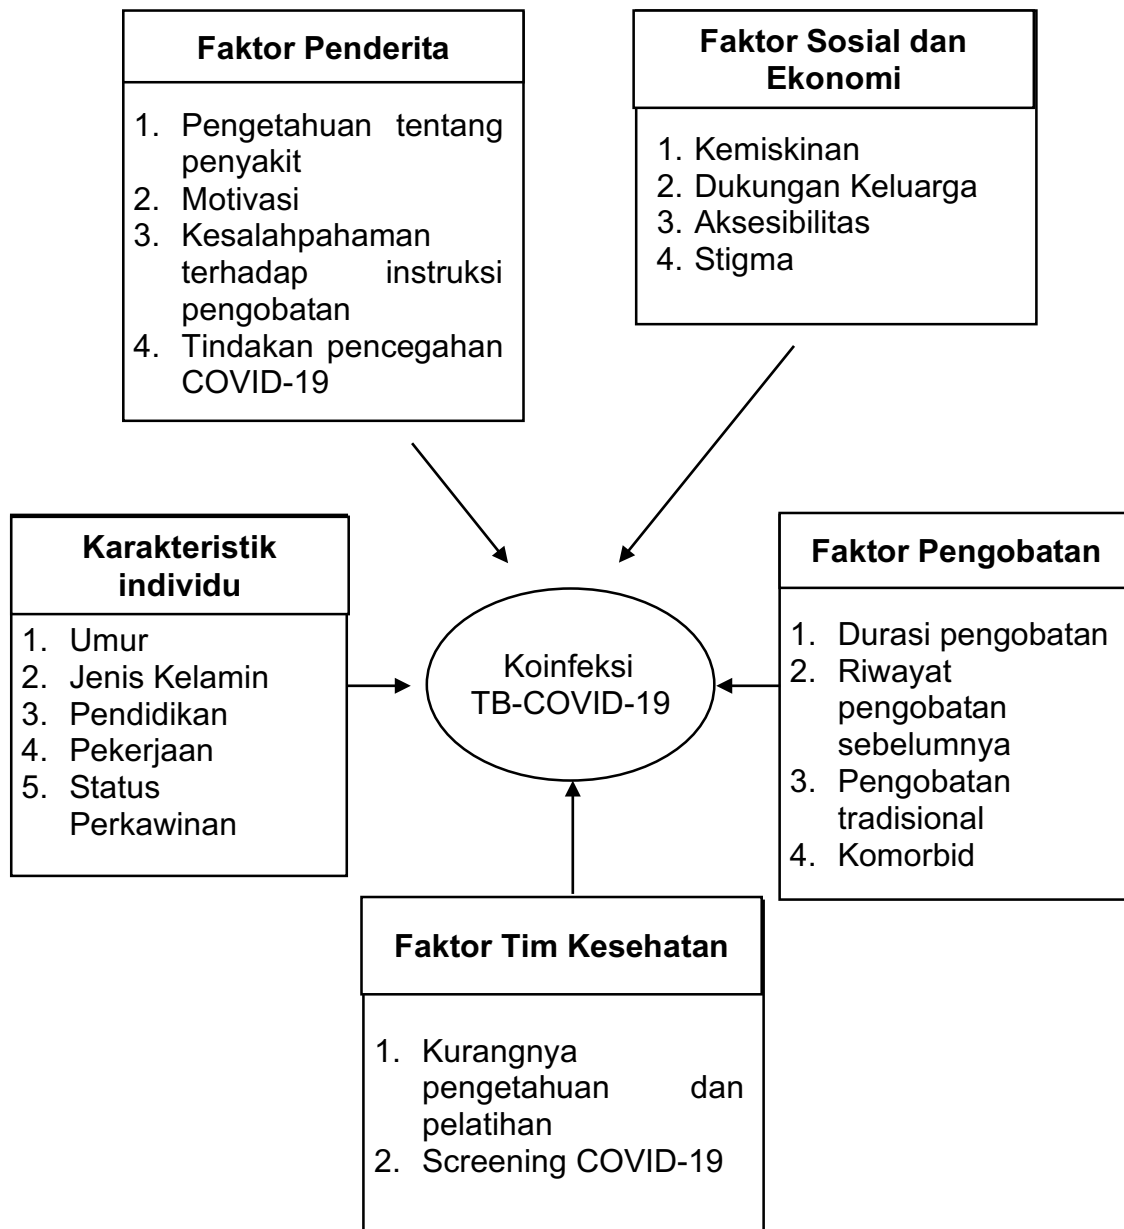 Faktor Penderita
1. Pengetahuan tentang
penyakit
2. Motivasi
3. Kesalahpahaman
terhadap instruksi
pengobatan
4. Tindakan pencegahan
COVID-19
Faktor Sosial dan
Ekonomi
1. Kemiskinan
2. Dukungan Keluarga
3. Aksesibilitas
4. Stigma
Karakteristik
individu
1. Umur
2. Jenis Kelamin
3. Pendidikan
4. Pekerjaan
5. Status
Perkawinan
Koinfeksi
TB-COVID-19
Faktor Pengobatan
1. Durasi pengobatan
2. Riwayat
pengobatan
sebelumnya
3. Pengobatan
tradisional
4. Komorbid
Faktor Tim Kesehatan
1. Kurangnya
pengetahuan dan
pelatihan
2. Screening COVID-19